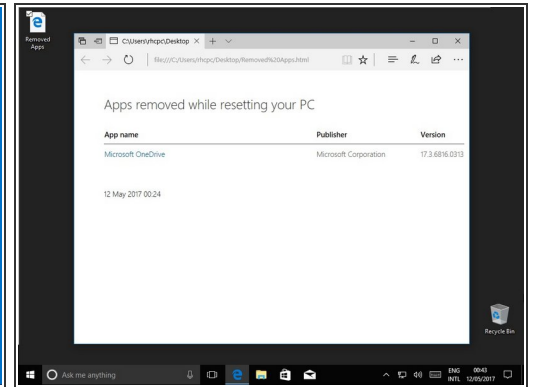 Removed
Apps
C:\Users\rhcpc\Desktop
file:///C:/Users/rhcpc/Desktop/Removed%20Apps.html
Apps removed while resetting your PC
App name Publisher Version
Microsoft OneDrive Microsoft Corporation 17.3.6816.0313
12 May 2017 00:24
Recycle Bin
Ask me anything
ENG 00:43
INTL 12/05/2017